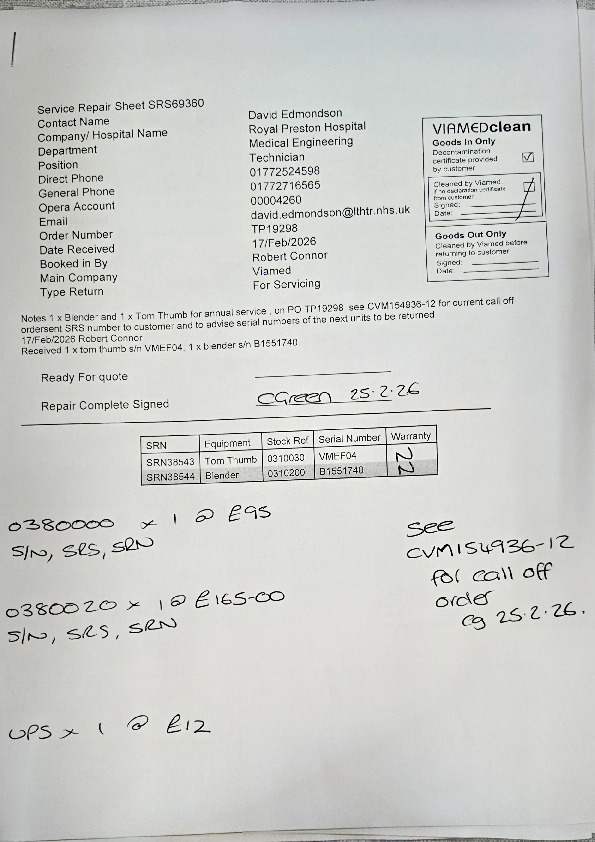 Service Repair Sheet SRS69360
Contact Name David Edmondson
Company/ Hospital Name Royal Preston Hospital
Department Medical Engineering
Position Technician
Direct Phone 01772524598
General Phone 01772716565
Opera Account 00004260
Email david.edmondson@lthtr.nhs.uk
Order Number TP19298
Date Received 17/Feb/2026
Booked in By Robert Connor
Main Company Viamed
Type Return For Servicing
VIAMEDclean
Goods In Only
Decontamination
certificate provided
by customer
Cleaned by Viamed
if no declaration certificate
from customer
Signed:
Date:
Goods Out Only
Cleaned by Viamed before
returning to customer
Signed:
Date:
Notes 1 x Blender and 1 x Tom Thumb for annual service , on PO TP19298 see CVM154936-12 for current call off
ordersent SRS number to customer and to advise serial numbers of the next units to be returned
17/Feb/2026 Robert Connor
Received 1 x tom thumb s/n VMEF04, 1 x blender s/n B1551740
Ready For quote
Repair Complete Signed CGreen 25.2.26
SRN Equipment Stock Ref Serial Number Warranty
SRN38543 Tom Thumb 0310030 VMEF04 N
SRN38544 Blender 0310200 B1551740 N
0380000 x 1 @ £95
S/N, SRS, SRN
0380020 x 1 @ £165-00
S/N, SRS, SRN
See
CVM154936-12
for call off
order
cg 25.2.26.
UPS x 1 @ £12